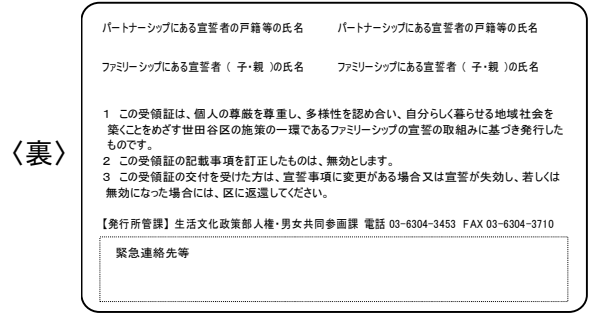 パートナーシップにある宣誓者の戸籍等の氏名 パートナーシップにある宣誓者の戸籍等の氏名
ファミリーシップにある宣誓者（ 子・親 ）の氏名 ファミリーシップにある宣誓者（ 子・親 ）の氏名
1 この受領証は、個人の尊厳を尊重し、多様性を認め合い、自分らしく暮らせる地域社会を
築くことをめざす世田谷区の施策の一環であるファミリーシップの宣誓の取組みに基づき発行した
ものです。
〈裏〉
2 この受領証の記載事項を訂正したものは、無効とします。
3 この受領証の交付を受けた方は、宣誓事項に変更がある場合又は宣誓が失効し、若しくは
無効になった場合には、区に返還してください。
【発行所管課】 生活文化政策部人権・男女共同参画課 電話 03-6304-3453 FAX 03-6304-3710
緊急連絡先等